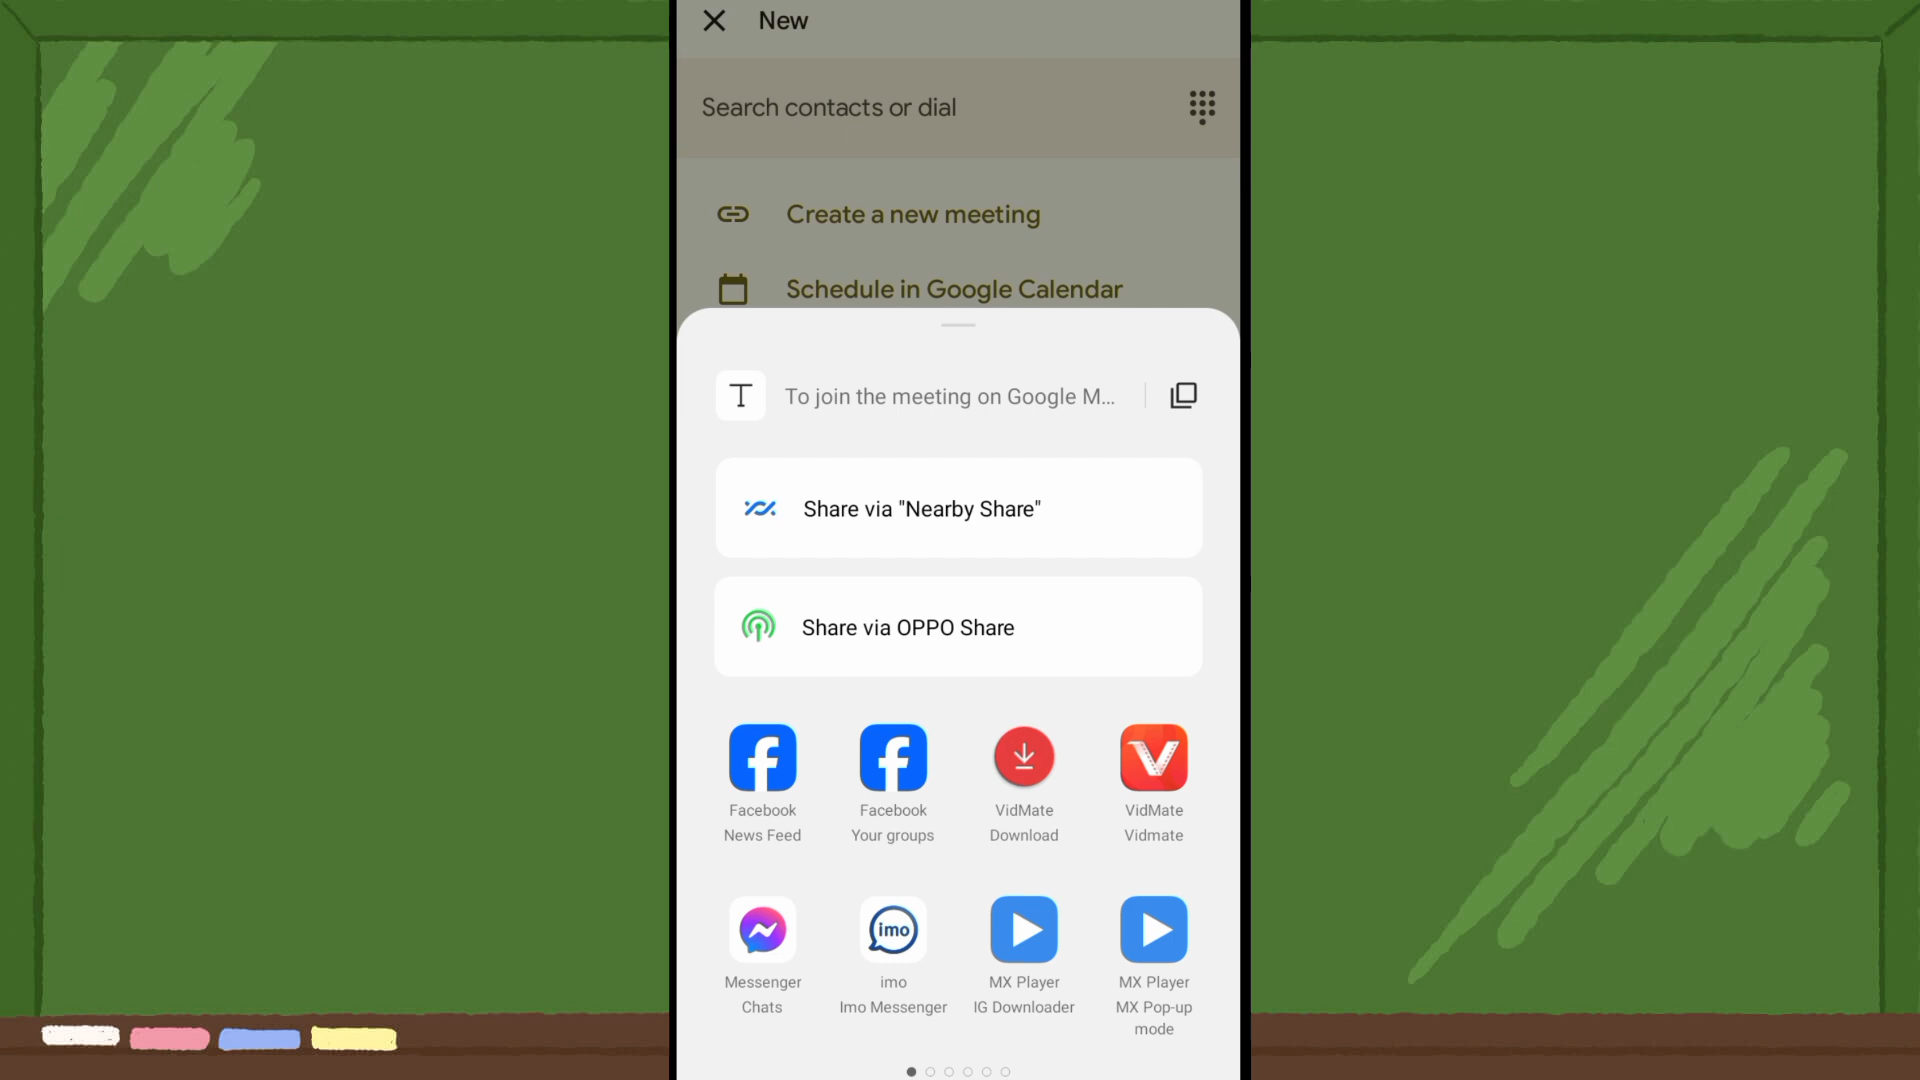 New
Search contacts or dial
Create a new meeting
Schedule in Google Calendar
T To join the meeting on Google M...
Share via "Nearby Share"
Share via OPPO Share
Facebook
News Feed
Facebook
Your groups
VidMate
Download
VidMate
Vidmate
Messenger
Chats
imo
imo
Imo Messenger
MX Player
IG Downloader
MX Player
MX Pop-up
mode